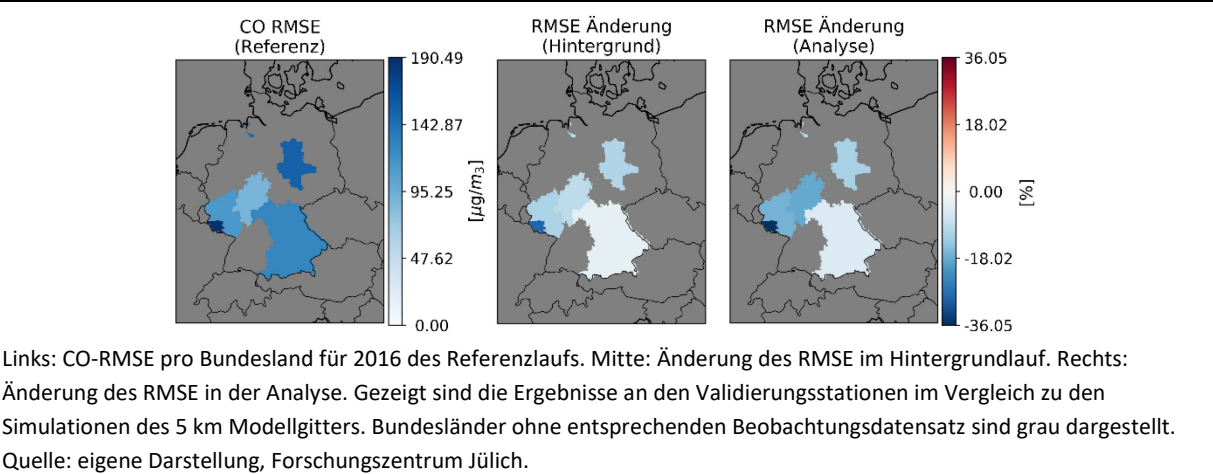 CO RMSE
(Referenz)
190.49
142.87
95.25
47.62
0.00
[μg/m3]
RMSE Änderung
(Hintergrund)
RMSE Änderung
(Analyse)
36.05
18.02
0.00
-18.02
-36.05
[%]
Links: CO-RMSE pro Bundesland für 2016 des Referenzlaufs. Mitte: Änderung des RMSE im Hintergrundlauf. Rechts:
Änderung des RMSE in der Analyse. Gezeigt sind die Ergebnisse an den Validierungsstationen im Vergleich zu den
Simulationen des 5 km Modellgitters. Bundesländer ohne entsprechenden Beobachtungsdatensatz sind grau dargestellt.
Quelle: eigene Darstellung, Forschungszentrum Jülich.